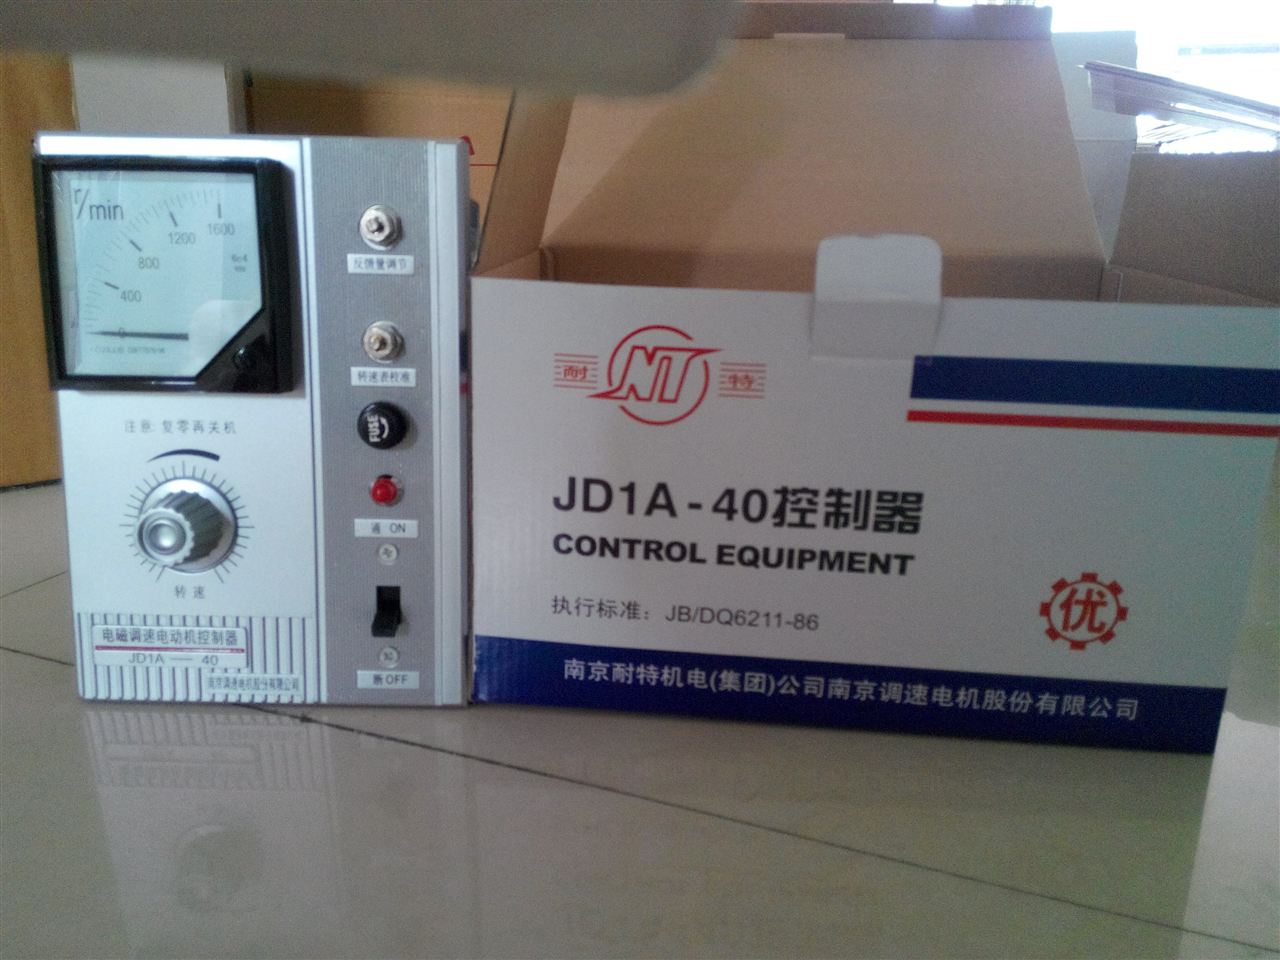 r/min
1600
1200
800
400
0
反馈量调节
转速表校准
FUSE
通 ON
断 OFF
注意:复零再关机
转速
电磁调速电动机控制器
JD1A — 40
南京调速电机股份有限公司
耐 NT 特
JD1A-40控制器
CONTROL EQUIPMENT
执行标准：JB/DQ6211-86
优
南京耐特机电(集团)公司南京调速电机股份有限公司